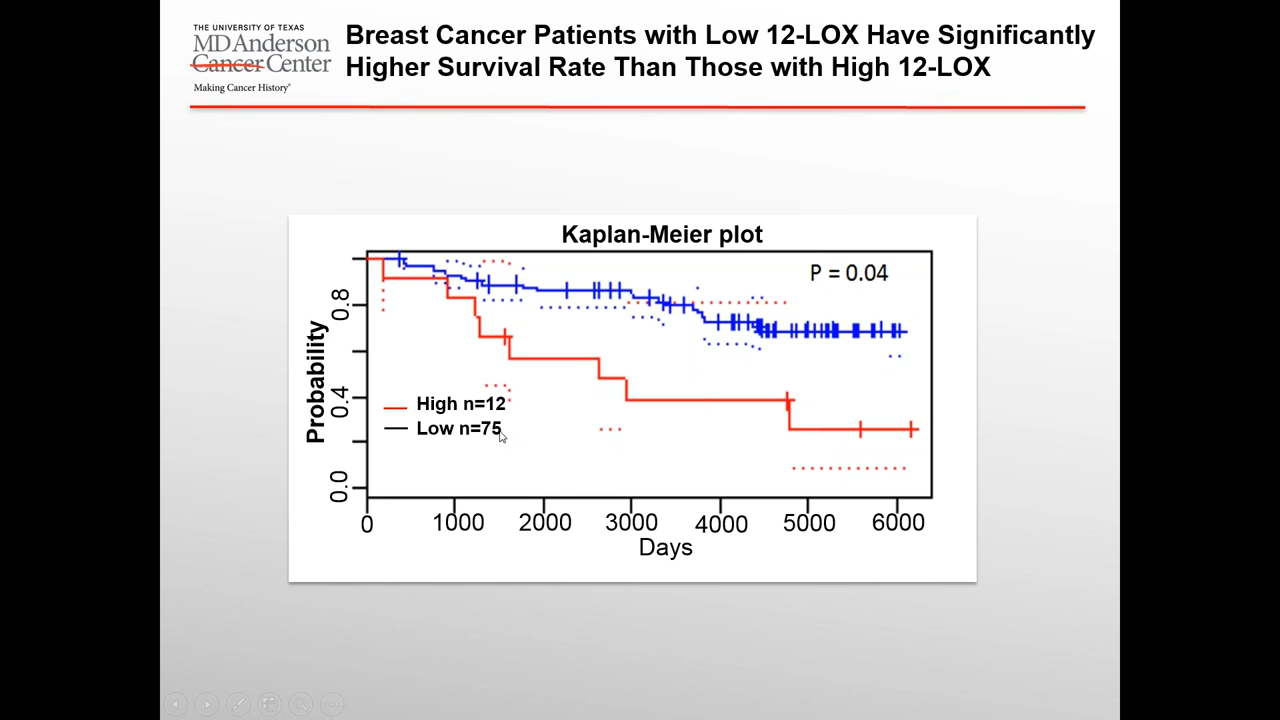 THE UNIVERSITY OF TEXAS
MD Anderson
Cancer Center
Making Cancer History®
Breast Cancer Patients with Low 12-LOX Have Significantly
Higher Survival Rate Than Those with High 12-LOX
Kaplan-Meier plot
P = 0.04
Probability
0.8
0.4
0.0
High n=12
Low n=75
0 1000 2000 3000 4000 5000 6000
Days